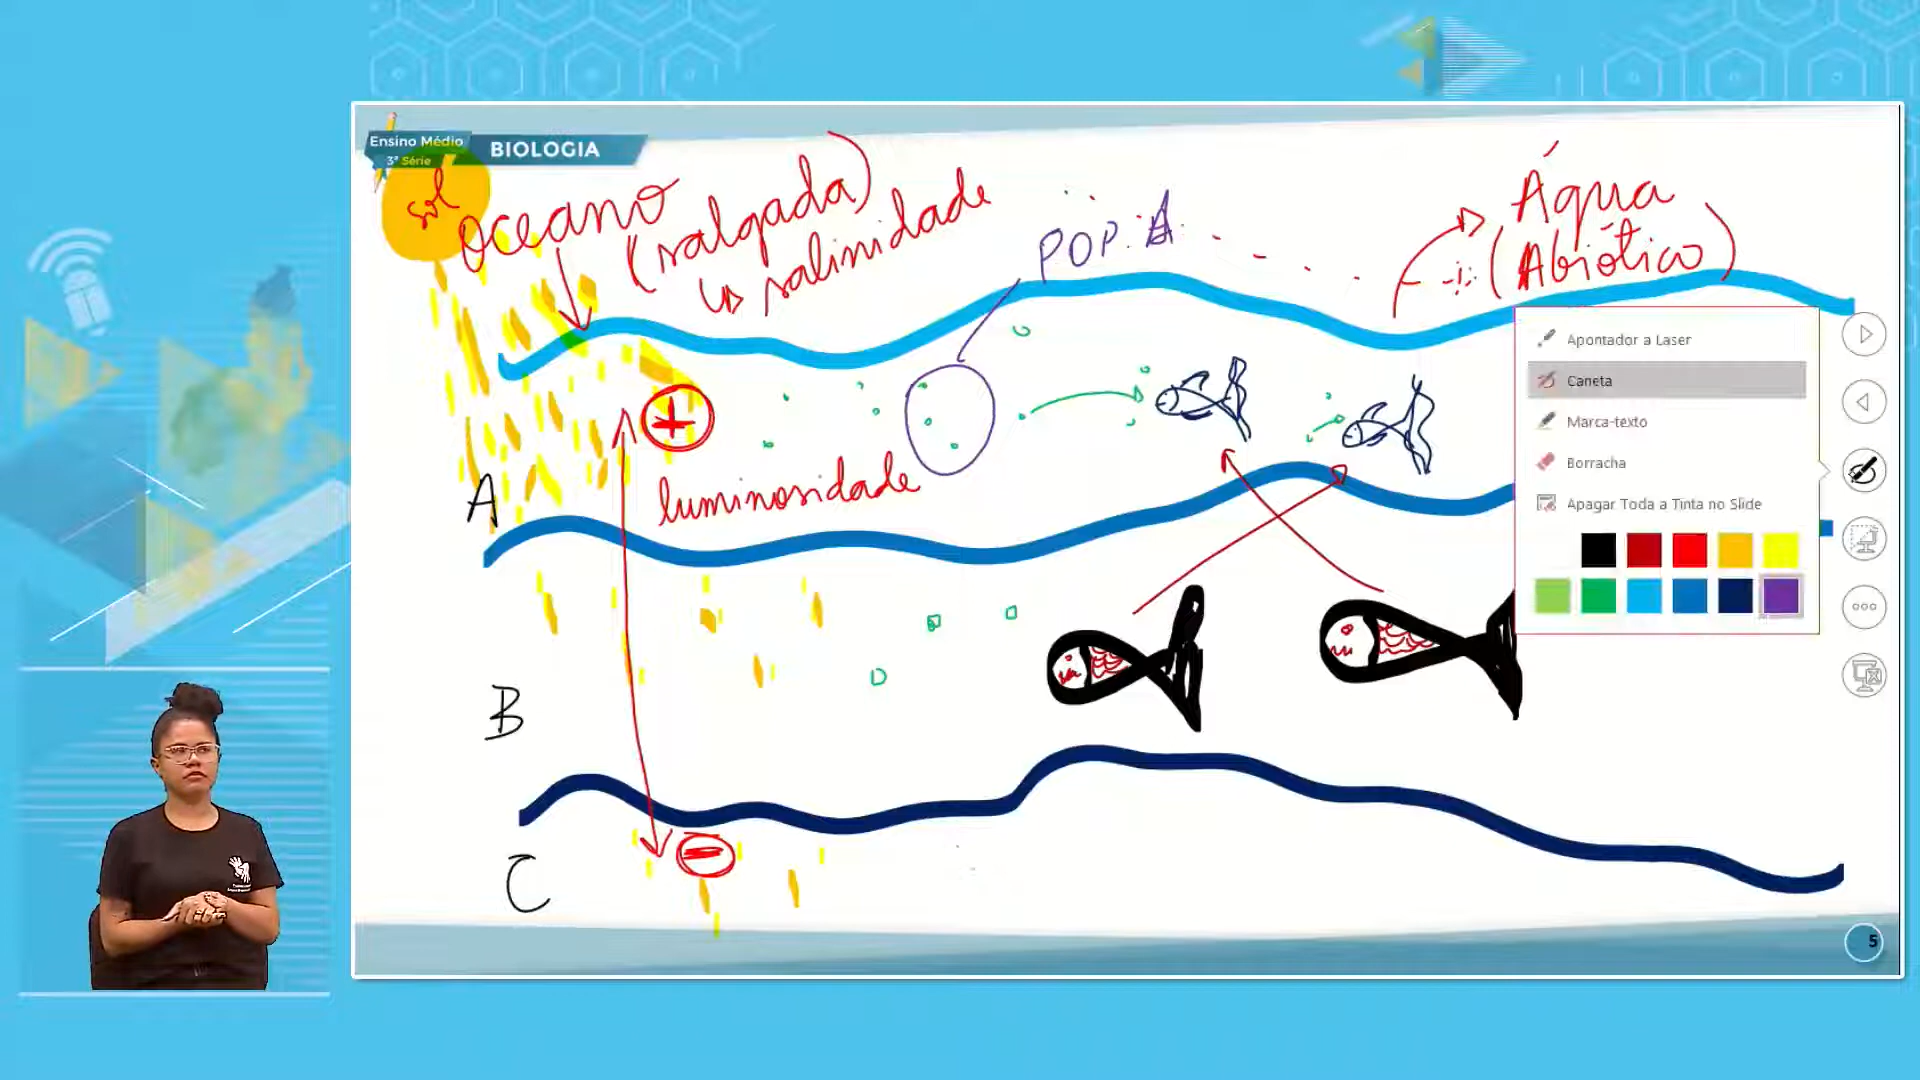 Ensino Médio
3ª Série
BIOLOGIA
sol
oceano
(salgada)
↳ salinidade
POP. A
Água
(Abiótico)
+
luminosidade
A
B
C
−
Apontador a Laser
Caneta
Marca-texto
Borracha
Apagar Toda a Tinta no Slide
5